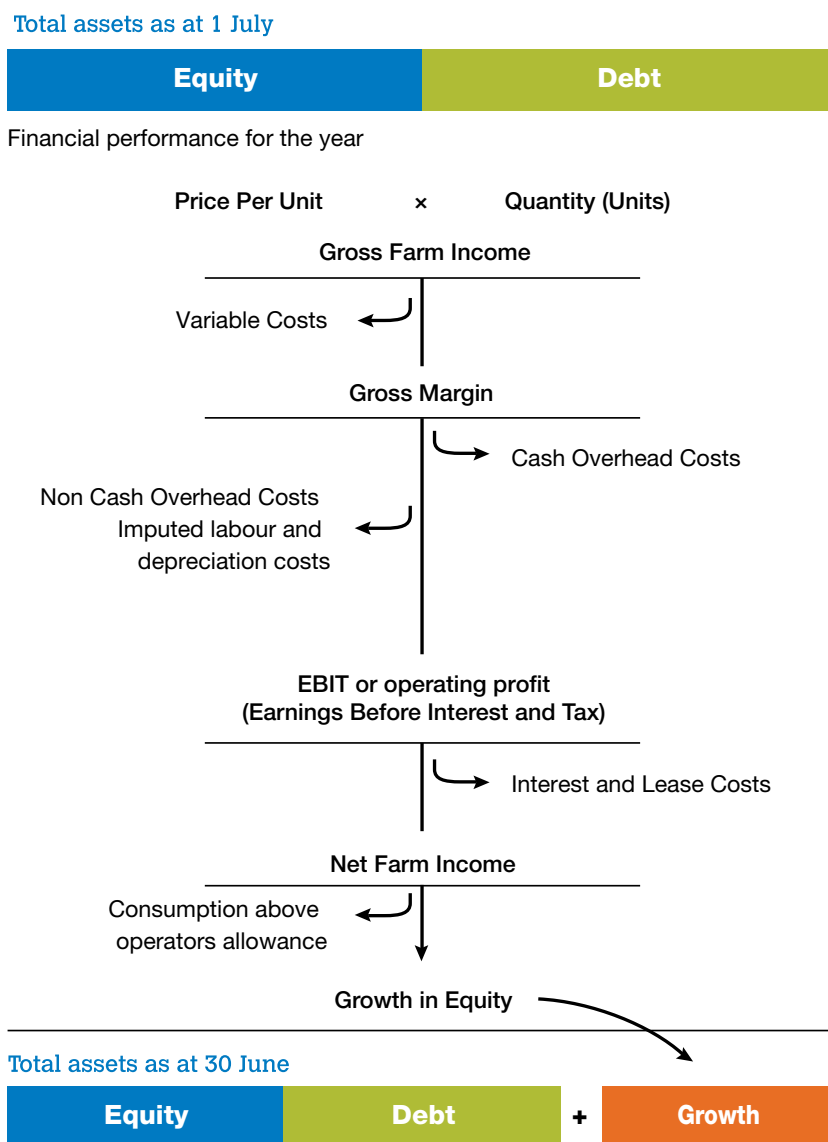 Total assets as at 1 July
Equity Debt
Financial performance for the year
Price Per Unit × Quantity (Units)
Gross Farm Income
Variable Costs
Gross Margin
Cash Overhead Costs
Non Cash Overhead Costs
Imputed labour and
depreciation costs
EBIT or operating profit
(Earnings Before Interest and Tax)
Interest and Lease Costs
Net Farm Income
Consumption above
operators allowance
Growth in Equity
Total assets as at 30 June
Equity Debt + Growth